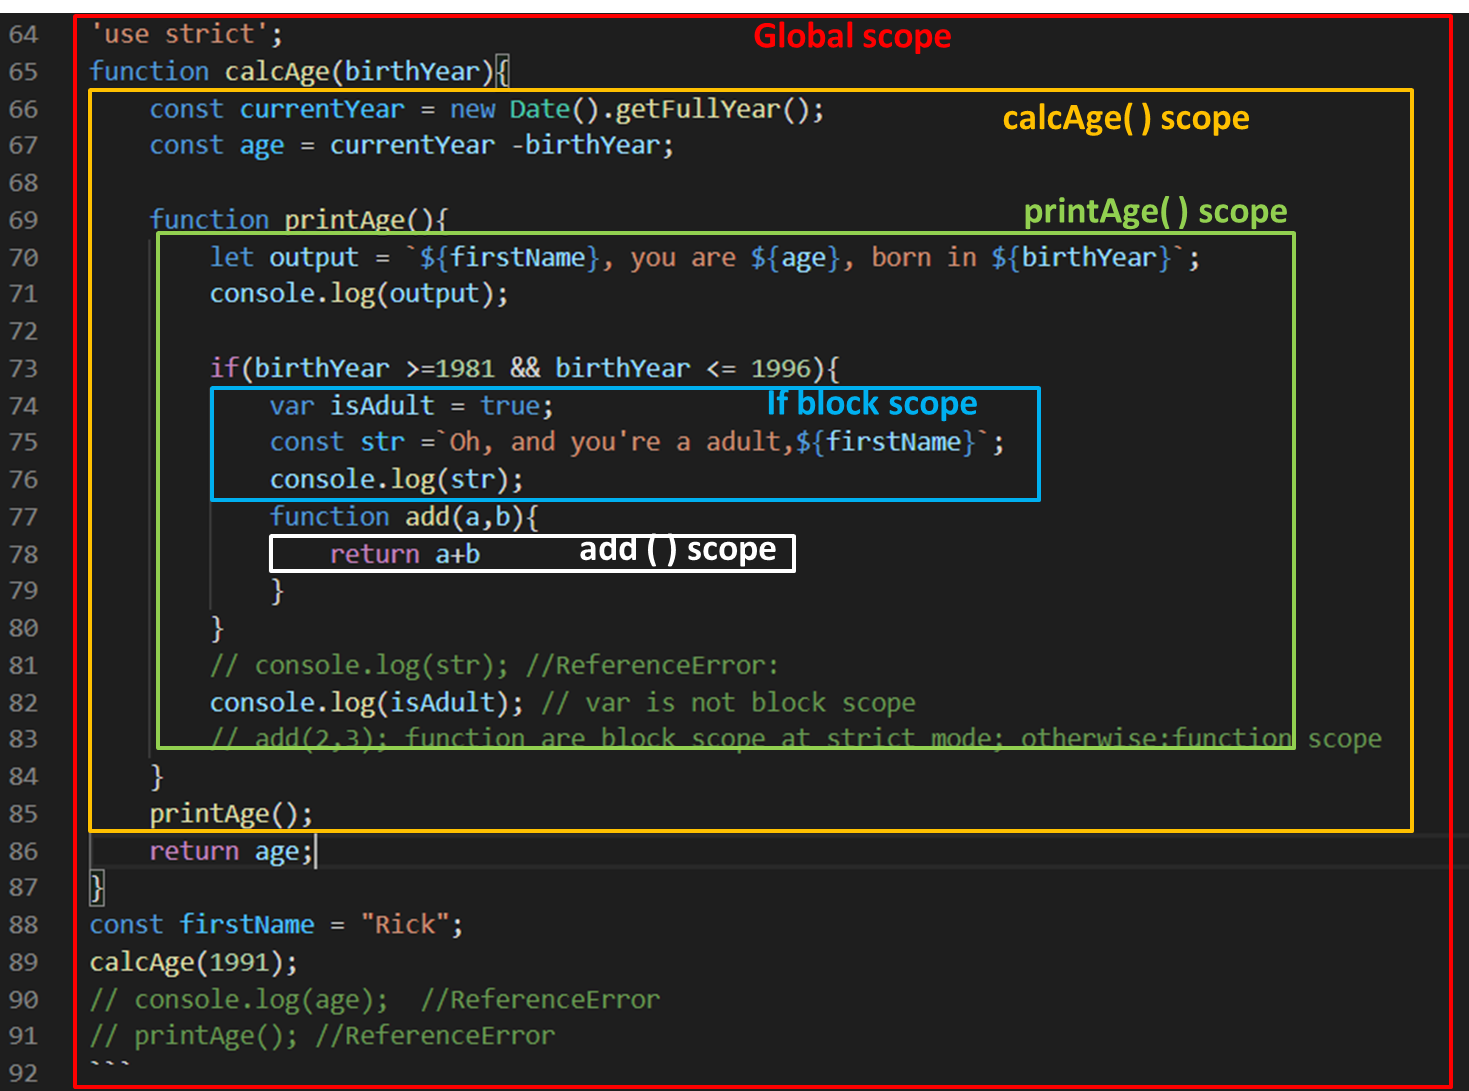 64 'use strict'; Global scope
65 function calcAge(birthYear){
66 const currentYear = new Date().getFullYear(); calcAge( ) scope
67 const age = currentYear -birthYear;
68
69 function printAge(){ printAge( ) scope
70 let output = `${firstName}, you are ${age}, born in ${birthYear}`;
71 console.log(output);
72
73 if(birthYear >=1981 && birthYear <= 1996){
74 var isAdult = true; If block scope
75 const str =`Oh, and you're a adult,${firstName}`;
76 console.log(str);
77 function add(a,b){
78 return a+b add ( ) scope
79 }
80 }
81 // console.log(str); //ReferenceError:
82 console.log(isAdult); // var is not block scope
83 // add(2,3); function are block scope at strict mode; otherwise:function scope
84 }
85 printAge();
86 return age;
87 }
88 const firstName = "Rick";
89 calcAge(1991);
90 // console.log(age); //ReferenceError
91 // printAge(); //ReferenceError
92 ```